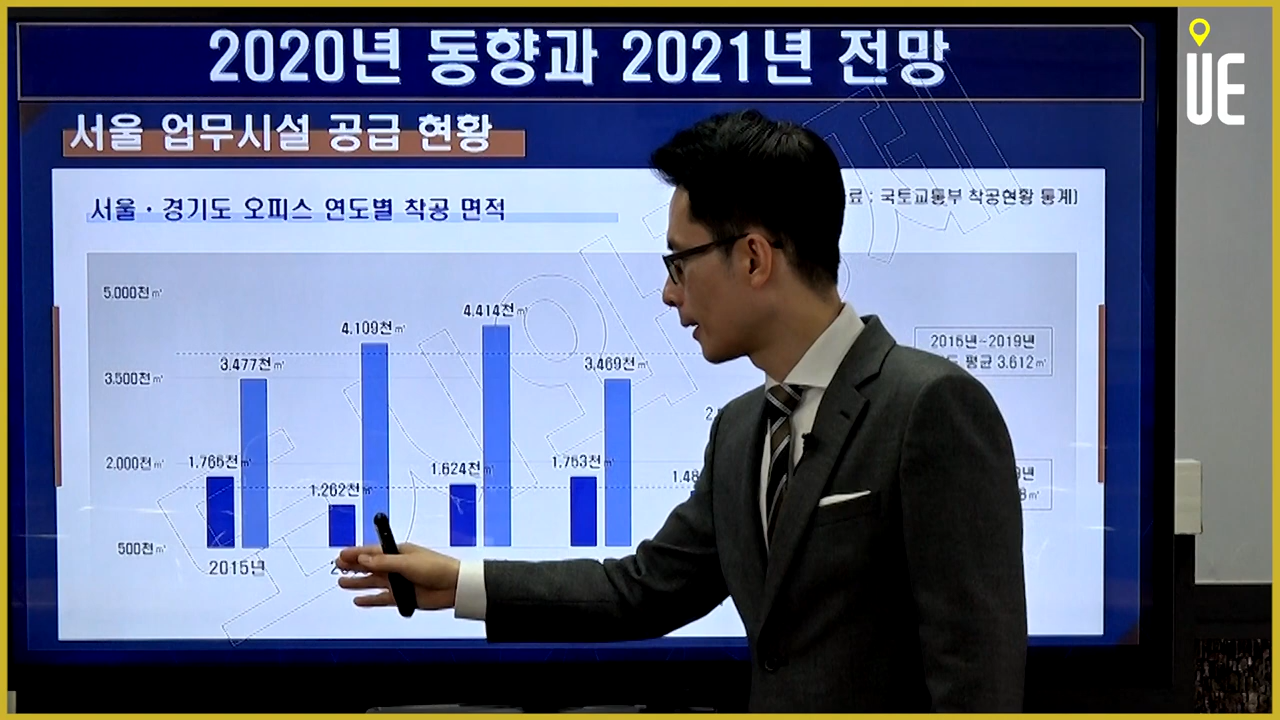 2020년 동향과 2021년 전망
UE
서울 업무시설 공급 현황
서울·경기도 오피스 연도별 착공 면적
: 국토교통부 착공현황 통계]
5.000천㎡
3.500천㎡
2.000천㎡
500천㎡
1.765천㎡
3.477천㎡
1.262천㎡
4.109천㎡
1.624천㎡
4.414천㎡
1.753천㎡
3.469천㎡
2015년~2019년
평균 3.612㎡
2015년